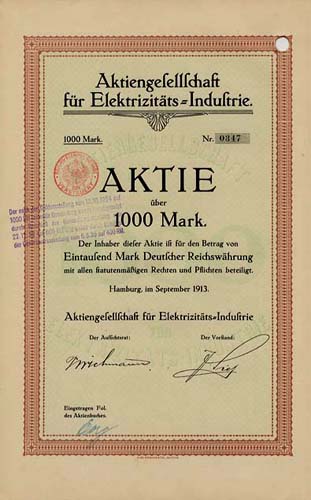 Aktiengesellschaft
für Elektrizitäts=Industrie.
1000 Mark.
Nr. 0347
AKTIE
über
1000 Mark.
Der Inhaber dieser Aktie ist für den Betrag von
Eintausend Mark Deutscher Reichswährung
mit allen statutenmäßigen Rechten und Pflichten beteiligt.
Hamburg, im September 1913.
Aktiengesellschaft für Elektrizitäts=Industrie
Der Aufsichtsrat:
Der Vorstand:
Eingetragen Fol.
des Aktienbuches.